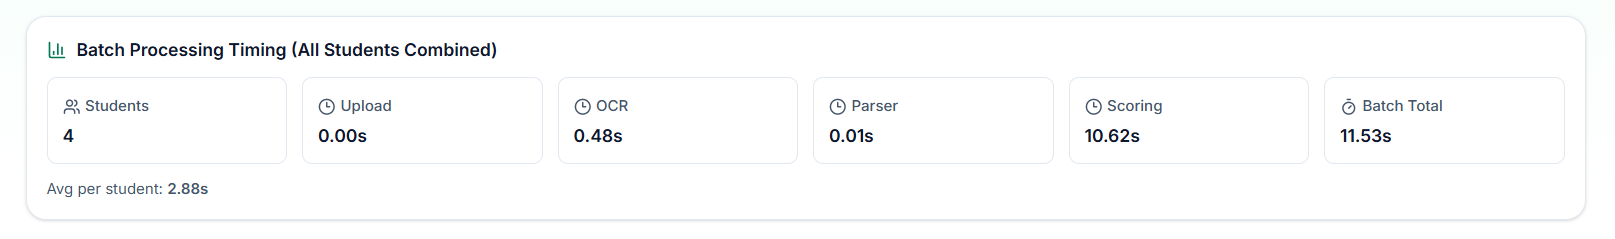 Batch Processing Timing (All Students Combined)
Students
4
Upload
0.00s
OCR
0.48s
Parser
0.01s
Scoring
10.62s
Batch Total
11.53s
Avg per student: 2.88s